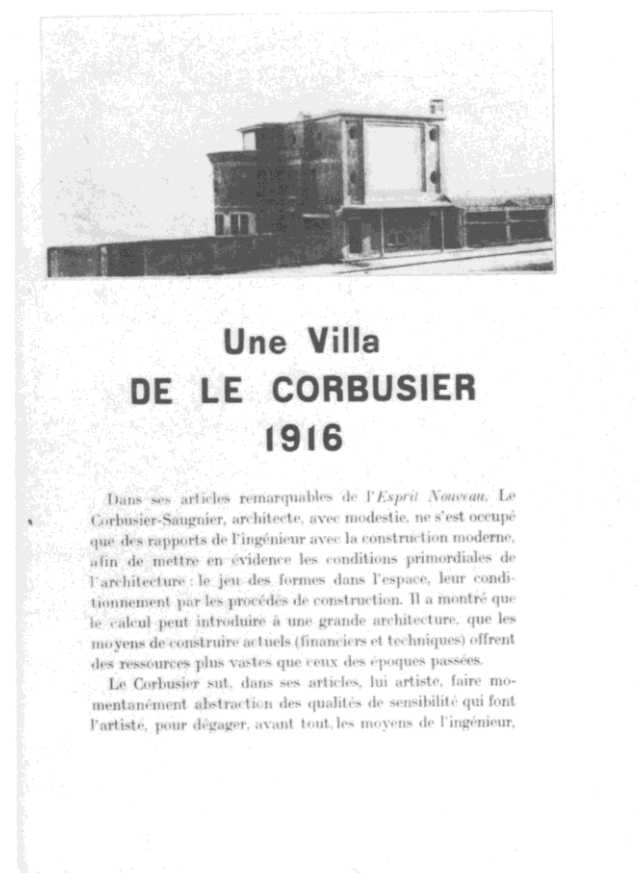 Une Villa
DE LE CORBUSIER
1916
Dans ses articles remarquables de l'Esprit Nouveau, Le
Corbusier-Saugnier, architecte, avec modestie, ne s'est occupé
que des rapports de l'ingénieur avec la construction moderne,
afin de mettre en évidence les conditions primordiales de
l'architecture : le jeu des formes dans l'espace, leur condi-
tionnement par les procédés de construction. Il a montré que
le calcul peut introduire à une grande architecture, que les
moyens de construire actuels (financiers et techniques) offrent
des ressources plus vastes que ceux des époques passées.
Le Corbusier sut, dans ses articles, lui artiste, faire mo-
mentanément abstraction des qualités de sensibilité qui font
l'artiste, pour dégager, avant tout, les moyens de l'ingénieur,